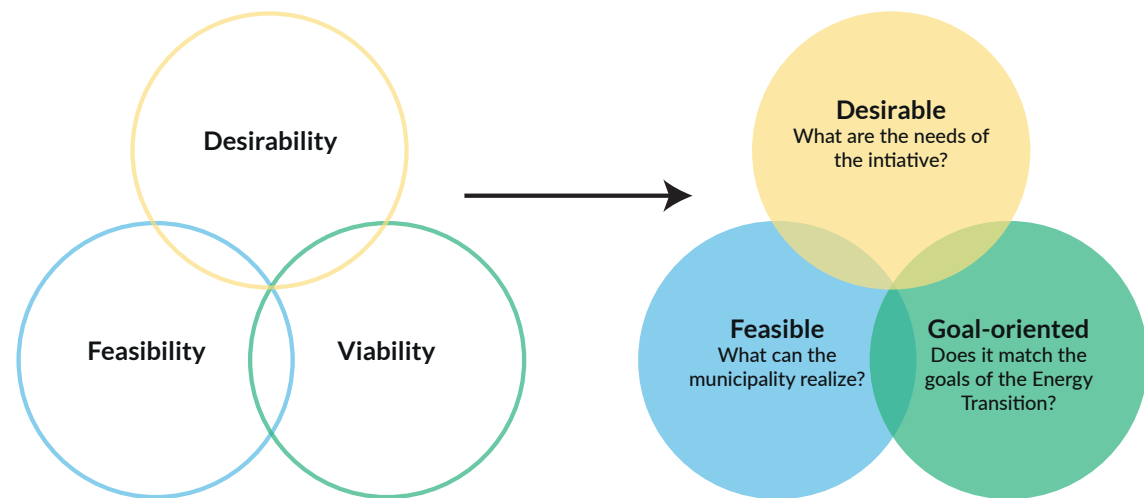 Desirability
Feasibility
Viability
Desirable
What are the needs of
the intiative?
Feasible
What can the
municipality realize?
Goal-oriented
Does it match the
goals of the Energy
Transition?